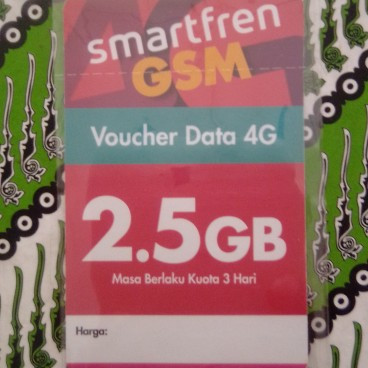 smartfren
GSM
Voucher Data 4G
2.5GB
Masa Berlaku Kuota 3 Hari
Harga: